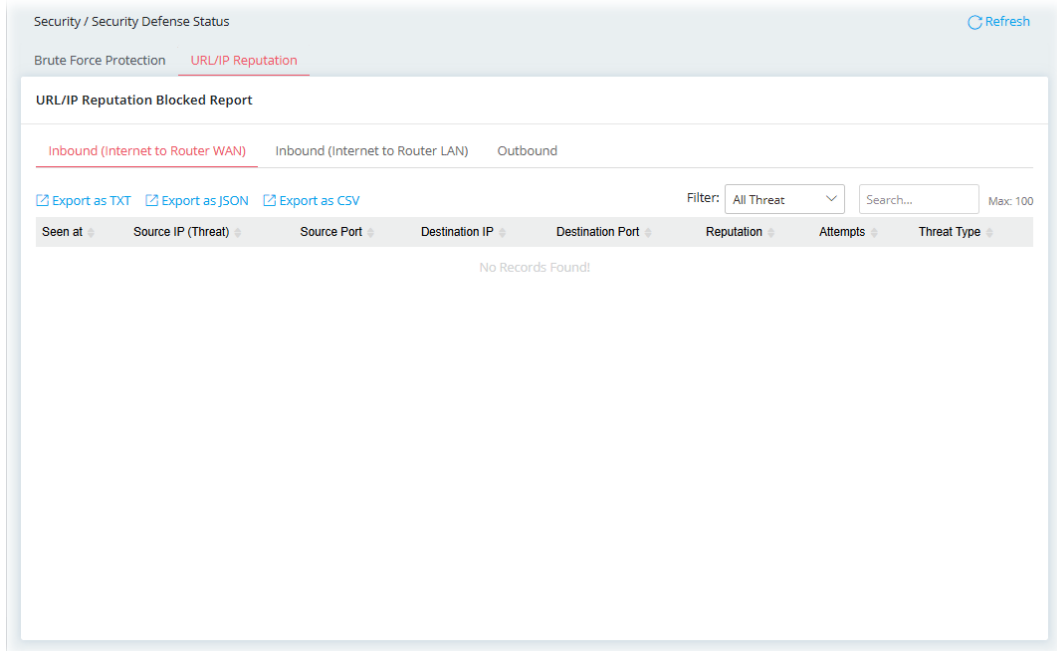 Security / Security Defense Status Refresh
Brute Force Protection URL/IP Reputation
URL/IP Reputation Blocked Report
Inbound (Internet to Router WAN) Inbound (Internet to Router LAN) Outbound
Export as TXT Export as JSON Export as CSV Filter: All Threat Search... Max: 100
Seen at Source IP (Threat) Source Port Destination IP Destination Port Reputation Attempts Threat Type
No Records Found!